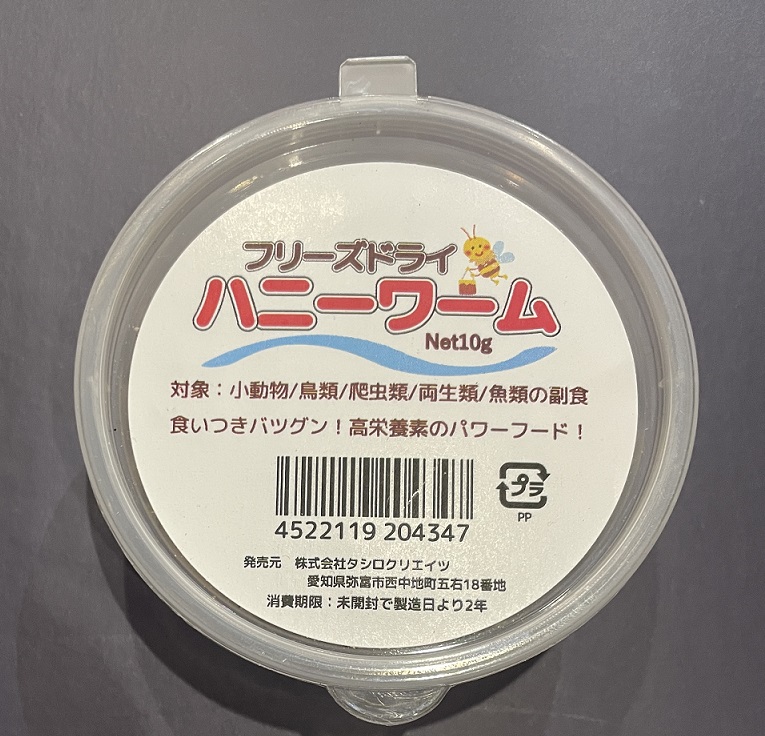 フリーズドライ
ハニーワーム
Net10g
対象：小動物/鳥類/爬虫類/両生類/魚類の副食
食いつきバツグン！高栄養素のパワーフード！
4522119 204347
プラ
PP
発売元　株式会社タシロクリエイツ
愛知県弥富市西中地町五右18番地
消費期限：未開封で製造日より2年